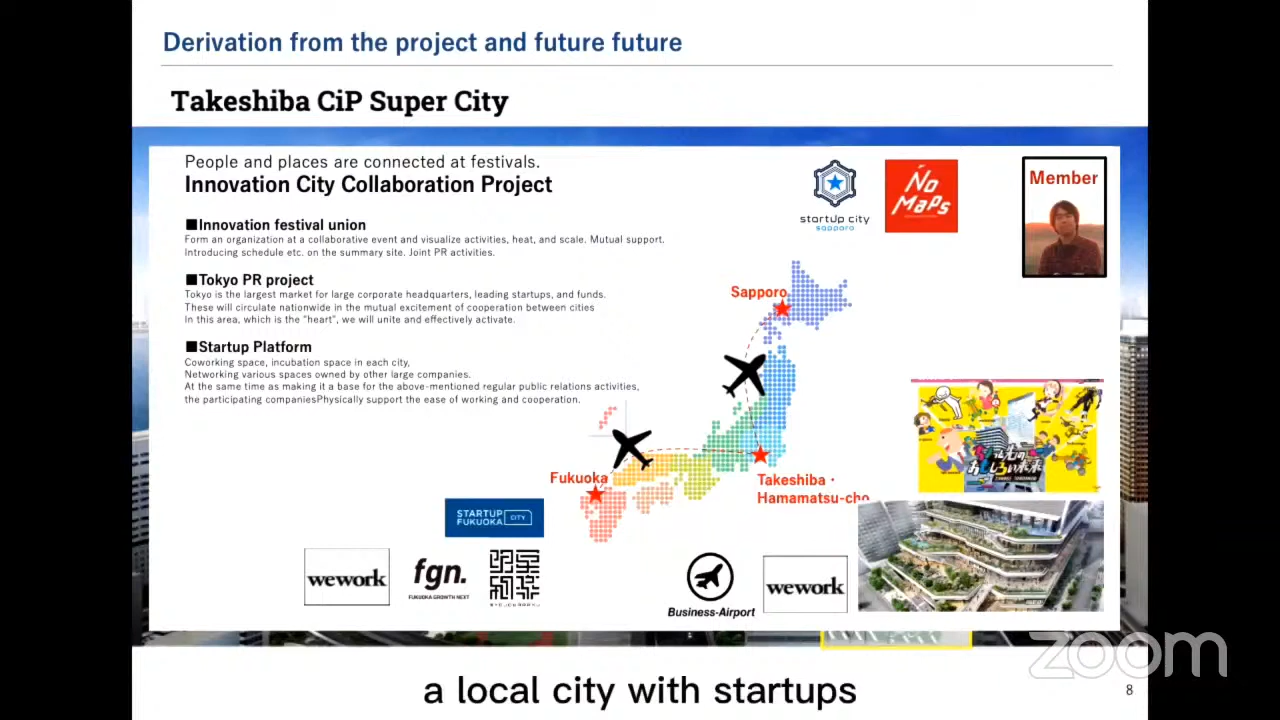 Derivation from the project and future future
Takeshiba CiP Super City
People and places are connected at festivals.
Innovation City Collaboration Project
■Innovation festival union
Form an organization at a collaborative event and visualize activities, heat, and scale. Mutual support.
Introducing schedule etc. on the summary site. Joint PR activities.
■Tokyo PR project
Tokyo is the largest market for large corporate headquarters, leading startups, and funds.
These will circulate nationwide in the mutual excitement of cooperation between cities
In this area, which is the "heart", we will unite and effectively activate.
■Startup Platform
Coworking space, incubation space in each city,
Networking various spaces owned by other large companies.
At the same time as making it a base for the above-mentioned regular public relations activities,
the participating companiesPhysically support the ease of working and cooperation.
startup city
sapporo
No
Maps
Member
Sapporo
Fukuoka
Takeshiba・
Hamamatsu-cho
STARTUP
FUKUOKA
CITY
wework
fgn.
FUKUOKA GROWTH NEXT
Business-Airport
wework
zoom
a local city with startups
8